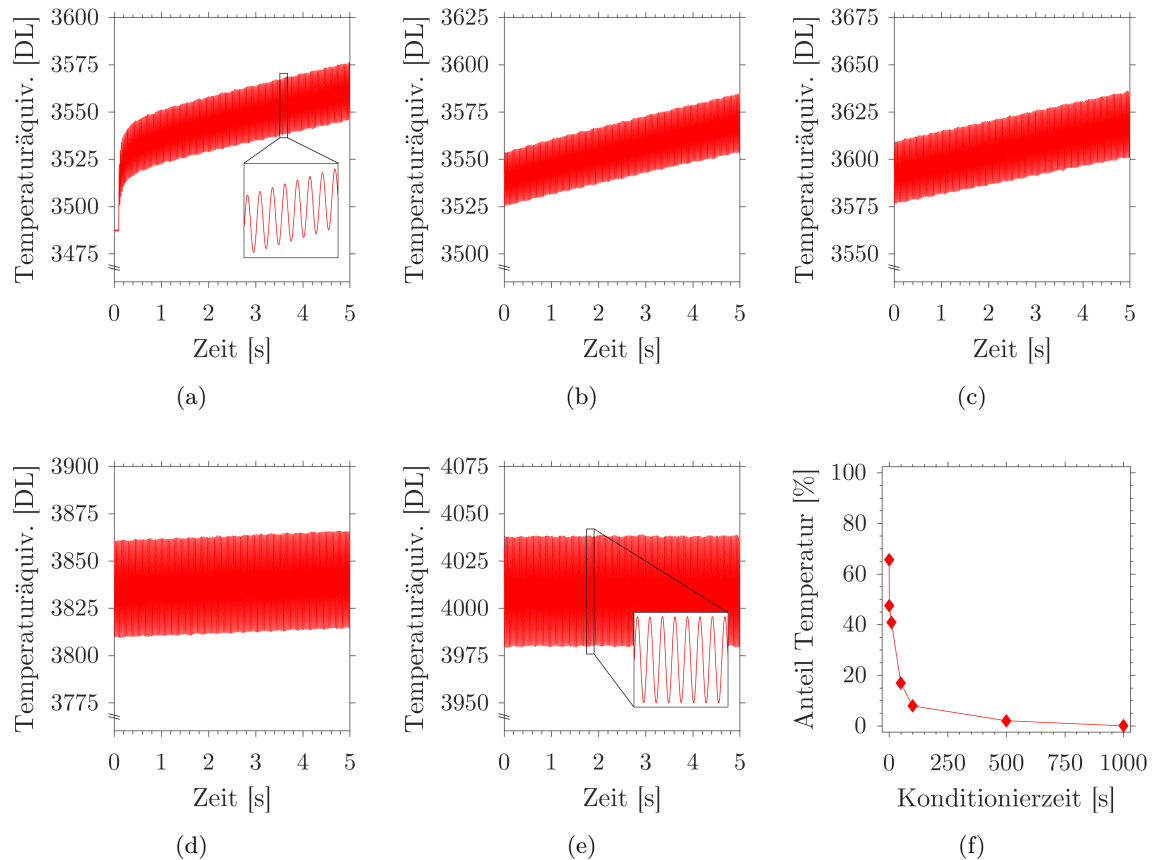 Temperaturäquiv. [DL]
3600
3575
3550
3525
3500
3475
0 1 2 3 4 5
Zeit [s]
(a)
Temperaturäquiv. [DL]
3625
3600
3575
3550
3525
3500
0 1 2 3 4 5
Zeit [s]
(b)
Temperaturäquiv. [DL]
3675
3650
3625
3600
3575
3550
0 1 2 3 4 5
Zeit [s]
(c)
Temperaturäquiv. [DL]
3900
3875
3850
3825
3800
3775
0 1 2 3 4 5
Zeit [s]
(d)
Temperaturäquiv. [DL]
4075
4050
4025
4000
3975
3950
0 1 2 3 4 5
Zeit [s]
(e)
Anteil Temperatur [%]
100
80
60
40
20
0
0 250 500 750 1000
Konditionierzeit [s]
(f)